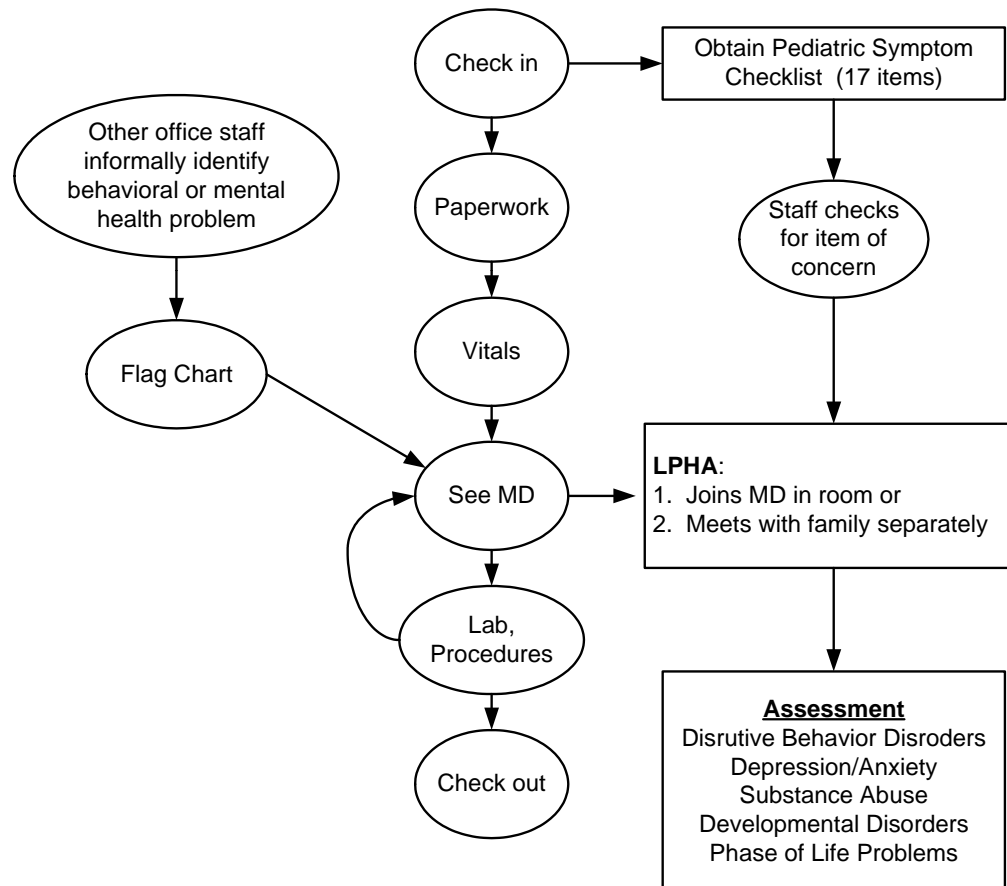 Check in
Obtain Pediatric Symptom
Checklist  (17 items)
Other office staff
informally identify
behavioral or mental
health problem
Paperwork
Staff checks
for item of
concern
Flag Chart
Vitals
See MD
LPHA:
1.  Joins MD in room or
2.  Meets with family separately
Lab,
Procedures
Check out
Assessment
Disrutive Behavior Disroders
Depression/Anxiety
Substance Abuse
Developmental Disorders
Phase of Life Problems